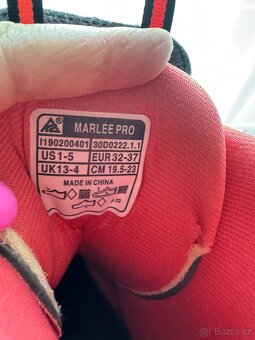 MARLEE PRO
I190200401 30D0222.1.1
US1-5 EUR 32-37
UK13-4 CM 19.5-23
MADE IN CHINA
bazoš.cz